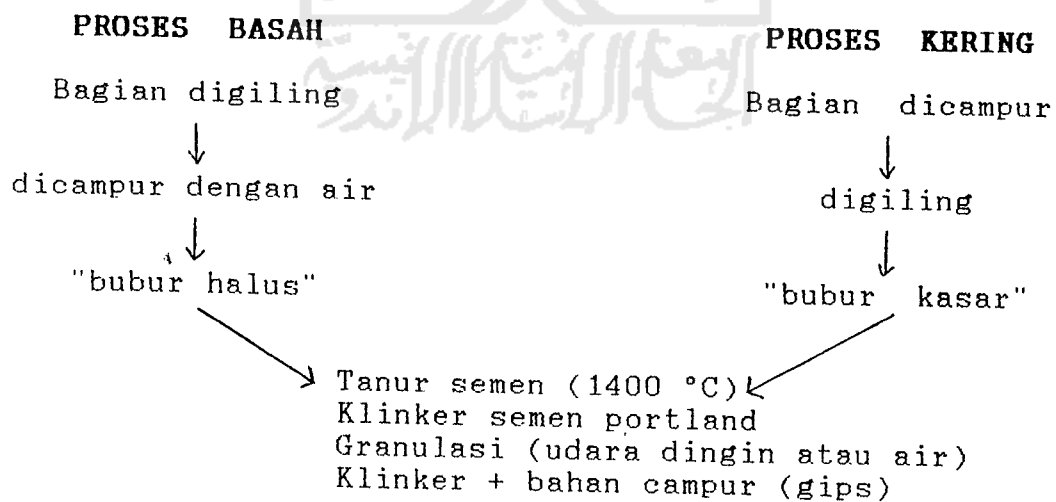 PROSES BASAH
Bagian digiling
dicampur dengan air
"bubur halus"
PROSES KERING
Bagian dicampur
digiling
"bubur kasar"
Tanur semen (1400 °C)
Klinker semen portland
Granulasi (udara dingin atau air)
Klinker + bahan campur (gips)